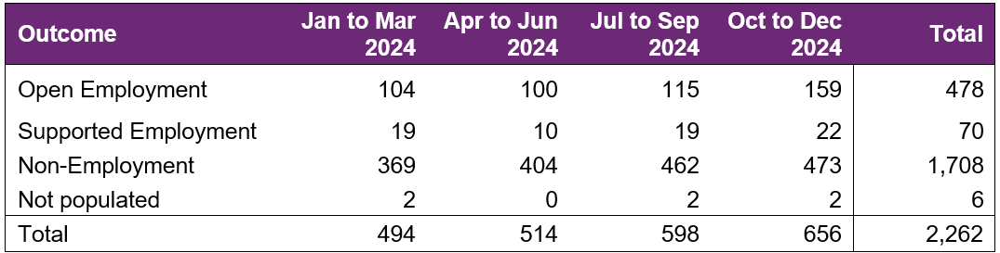 Outcome Jan to Mar 2024 Apr to Jun 2024 Jul to Sep 2024 Oct to Dec 2024 Total
Open Employment 104 100 115 159 478
Supported Employment 19 10 19 22 70
Non-Employment 369 404 462 473 1,708
Not populated 2 0 2 2 6
Total 494 514 598 656 2,262